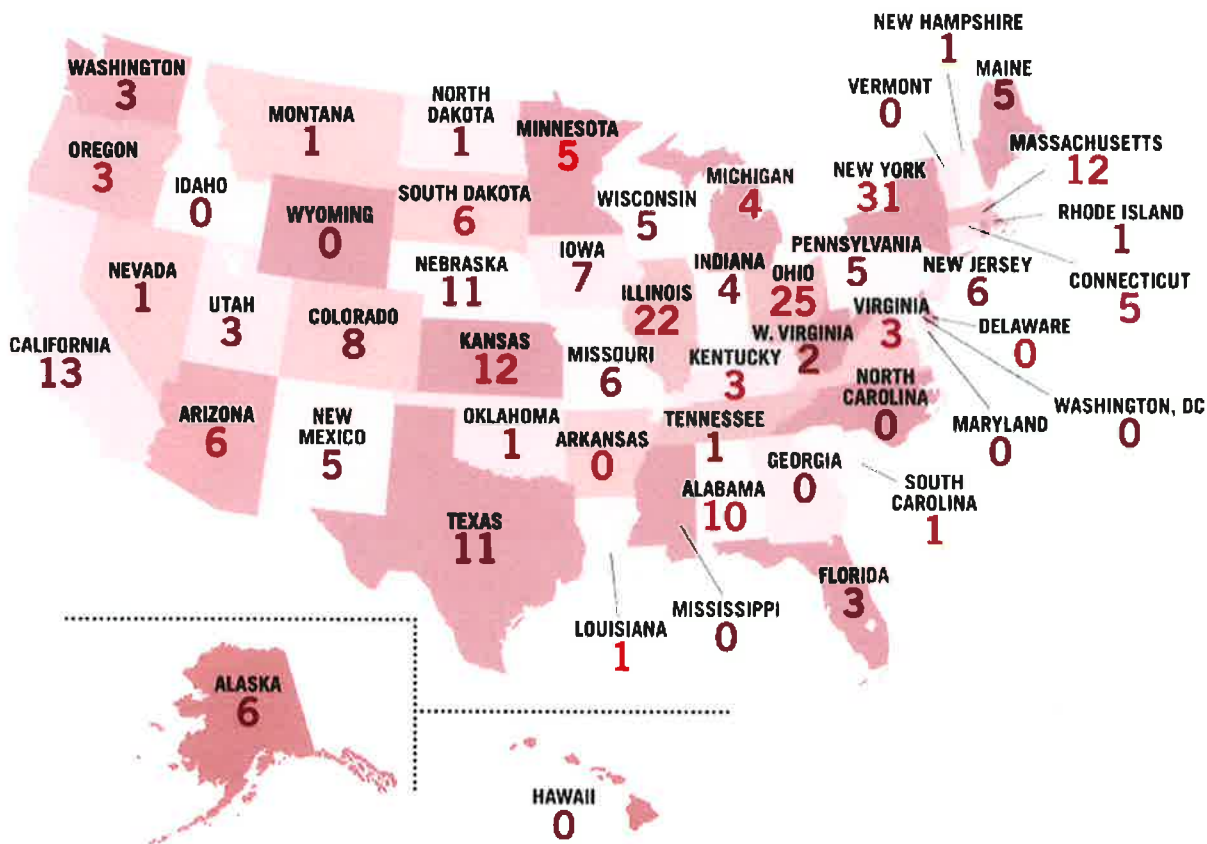 NEW HAMPSHIRE
1
WASHINGTON
3
MAINE
5
VERMONT
0
MONTANA
1
NORTH
DAKOTA
1
MINNESOTA
5
OREGON
3
MASSACHUSETTS
12
IDAHO
0
WYOMING
0
SOUTH DAKOTA
6
WISCONSIN
5
MICHIGAN
4
NEW YORK
31
RHODE ISLAND
1
NEVADA
1
UTAH
3
COLORADO
8
NEBRASKA
11
IOWA
7
ILLINOIS
22
INDIANA
4
OHIO
25
PENNSYLVANIA
5
NEW JERSEY
6
CONNECTICUT
5
CALIFORNIA
13
KANSAS
12
MISSOURI
6
KENTUCKY
3
W. VIRGINIA
2
VIRGINIA
3
DELAWARE
0
ARIZONA
6
NEW
MEXICO
5
OKLAHOMA
1
ARKANSAS
0
TENNESSEE
1
NORTH
CAROLINA
0
MARYLAND
0
WASHINGTON, DC
0
TEXAS
11
ALABAMA
10
GEORGIA
0
SOUTH
CAROLINA
1
LOUISIANA
1
MISSISSIPPI
0
FLORIDA
3
ALASKA
6
HAWAII
0